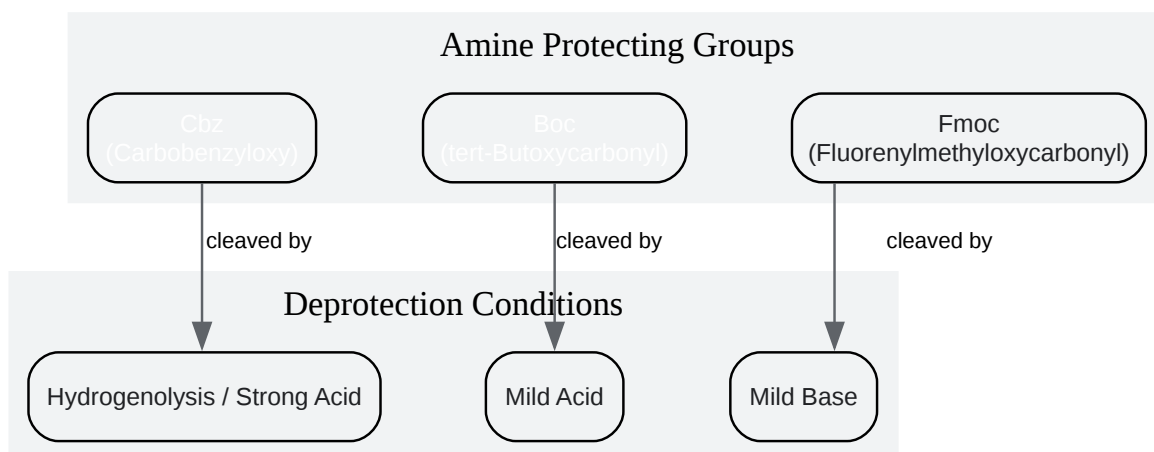 Amine Protecting Groups
Cbz
(Carbobenzyloxy)
Boc
(tert-Butoxycarbonyl)
Fmoc
(Fluorenylmethyloxycarbonyl)
cleaved by
cleaved by
cleaved by
Deprotection Conditions
Hydrogenolysis / Strong Acid
Mild Acid
Mild Base